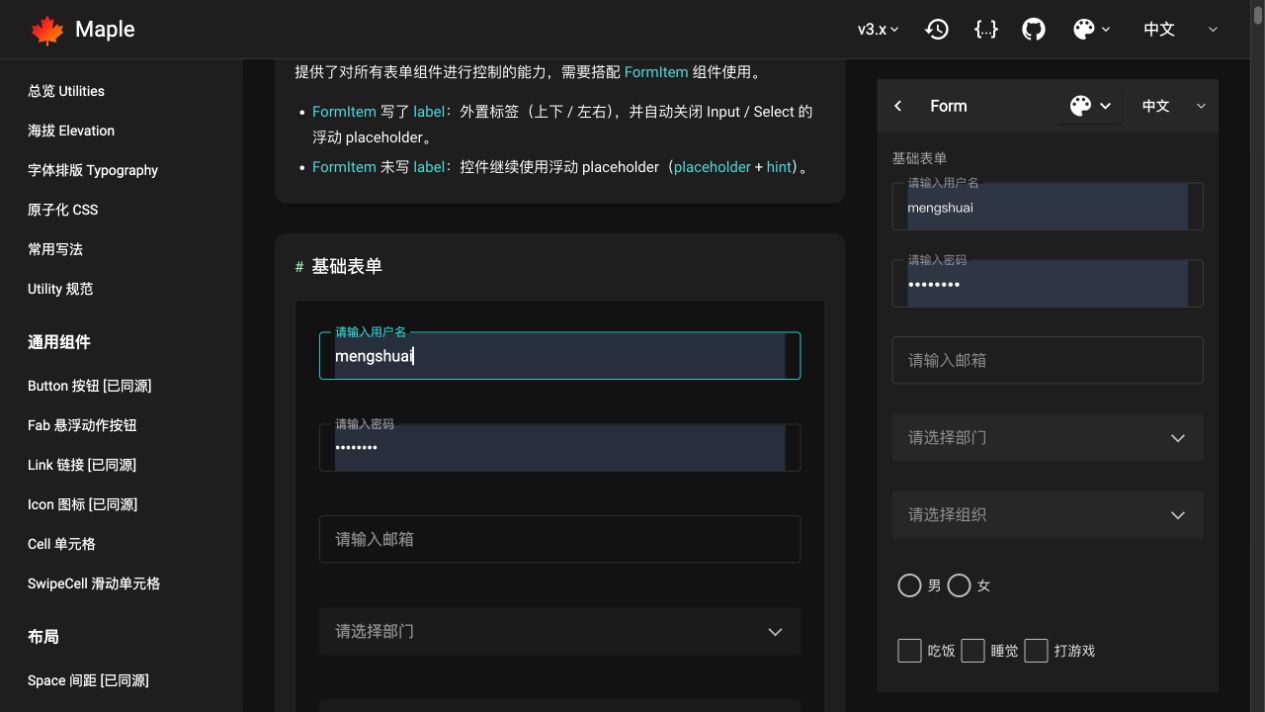 Maple
v3.x
中文
总览 Utilities
海拔 Elevation
字体排版 Typography
原子化 CSS
常用写法
Utility 规范
通用组件
Button 按钮 [已同源]
Fab 悬浮动作按钮
Link 链接 [已同源]
Icon 图标 [已同源]
Cell 单元格
SwipeCell 滑动单元格
布局
Space 间距 [已同源]
提供了对所有表单组件进行控制的能力，需要搭配 FormItem 组件使用。
• FormItem 写了 label：外置标签（上下 / 左右），并自动关闭 Input / Select 的
浮动 placeholder。
• FormItem 未写 label：控件继续使用浮动 placeholder（placeholder + hint）。
# 基础表单
请输入用户名
mengshuai
请输入密码
••••••••
请输入邮箱
请选择部门
Form
中文
基础表单
请输入用户名
mengshuai
请输入密码
••••••••
请输入邮箱
请选择部门
请选择组织
男 女
吃饭 睡觉 打游戏